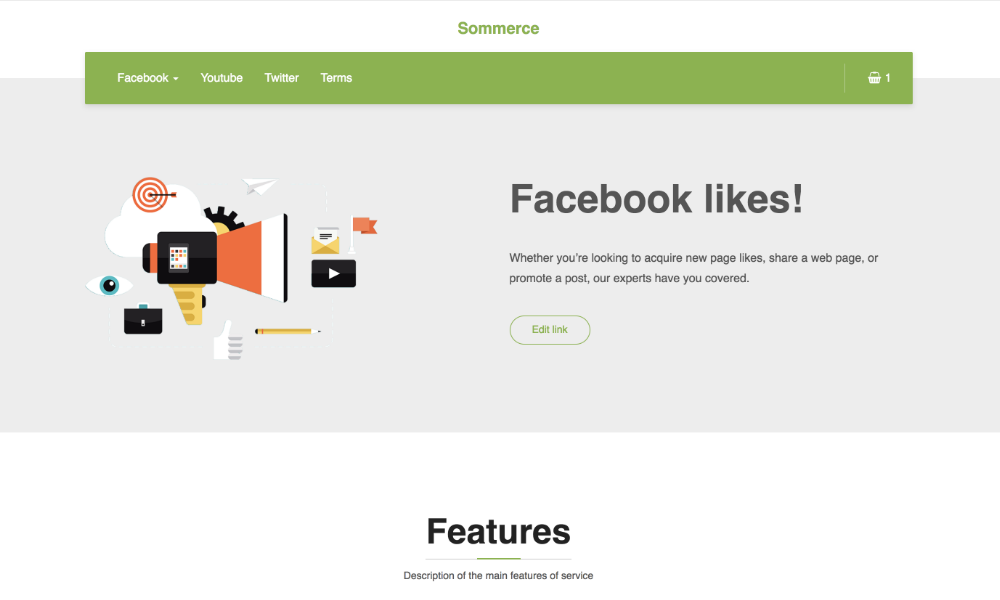 Sommerce
Facebook Youtube Twitter Terms 1
Facebook likes!
Whether you're looking to acquire new page likes, share a web page, or
promote a post, our experts have you covered.
Edit link
Features
Description of the main features of service